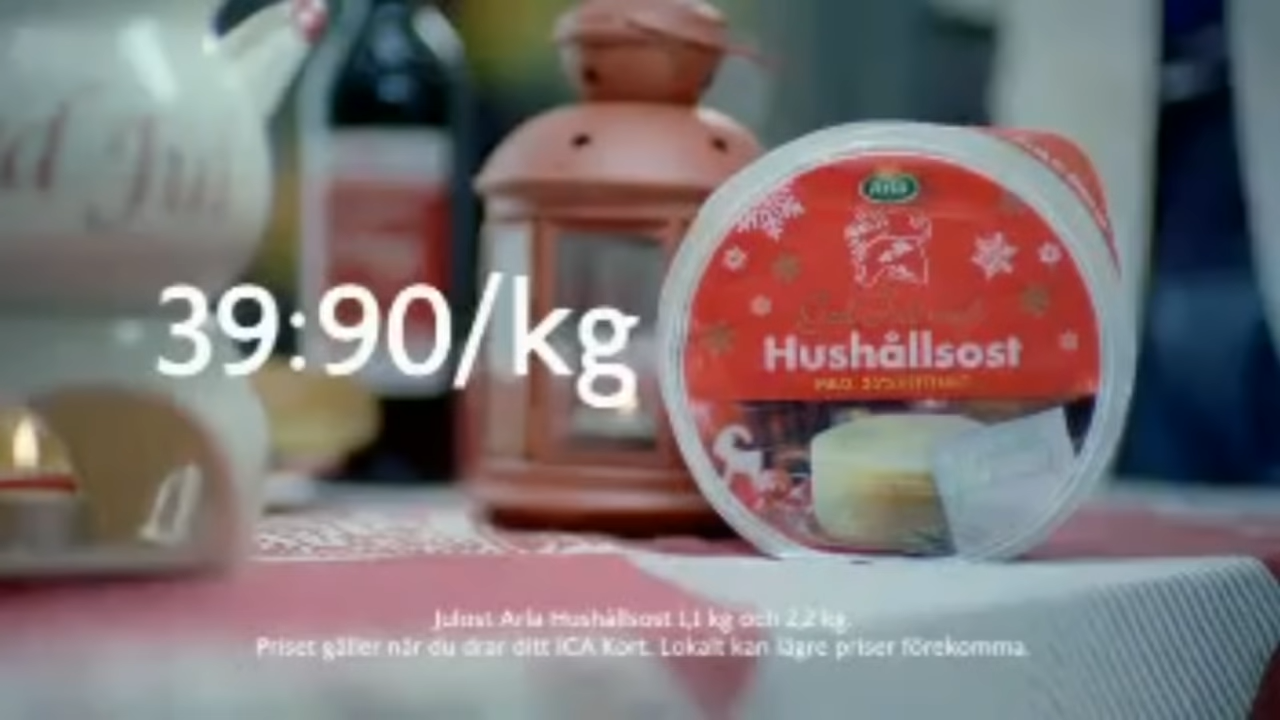 Arla
39:90/kg
Hushållsost
Julost Arla Hushållsost 1,1 kg och 2,2 kg.
Priset gäller när du drar ditt ICA Kort. Lokalt kan lägre priser förekomma.